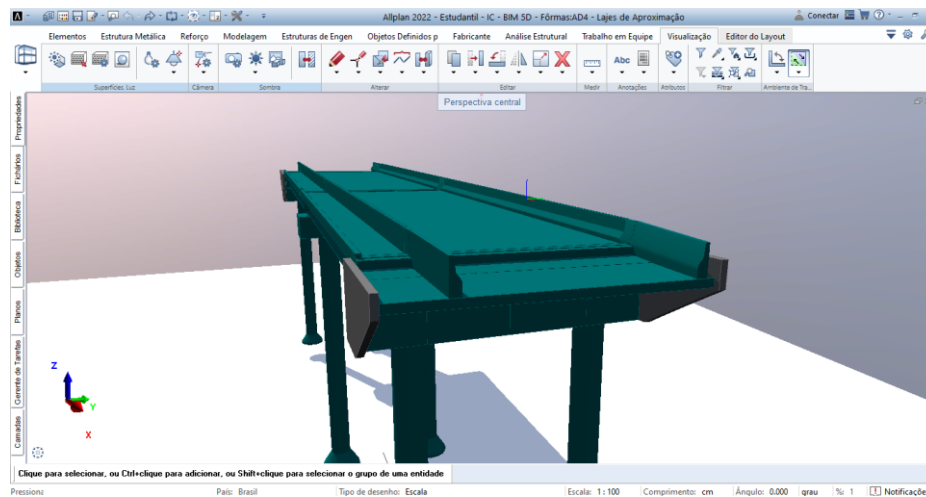 Allplan 2022 - Estudantil - IC - BIM 5D - Fôrmas:AD4 - Lajes de Aproximação
Conectar
Elementos Estrutura Metálica Reforço Modelagem Estruturas de Engen Objetos Definidos p Fabricante Análise Estrutural Trabalho em Equipe Visualização Editor do Layout
Abc
Superfícies, Luz Câmera Sombra Alterar Editar Medir Anotações Atributos Filtrar Ambiente de Tra...
Perspectiva central
Propriedades
Fichários
Biblioteca
Objetos
Planos
Gerente de Tarefas
Camadas
Z
Y
X
Clique para selecionar, ou Ctrl+clique para adicionar, ou Shift+clique para selecionar o grupo de uma entidade
Pressiona País: Brasil Tipo de desenho: Escala Escala: 1:100 Comprimento: cm Ângulo: 0.000 grau %: 1 Notificaçõe